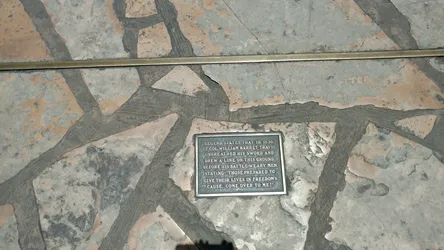 LEGEND STATES THAT IN 1836
COL. WILLIAM BARRET TRAVIS
UNSHEATHED HIS SWORD AND
DREW A LINE ON THIS GROUND
BEFORE HIS BATTLE-WEARY MEN
STATING: "THOSE PREPARED TO
GIVE THEIR LIVES IN FREEDOM'S
CAUSE, COME OVER TO ME!"